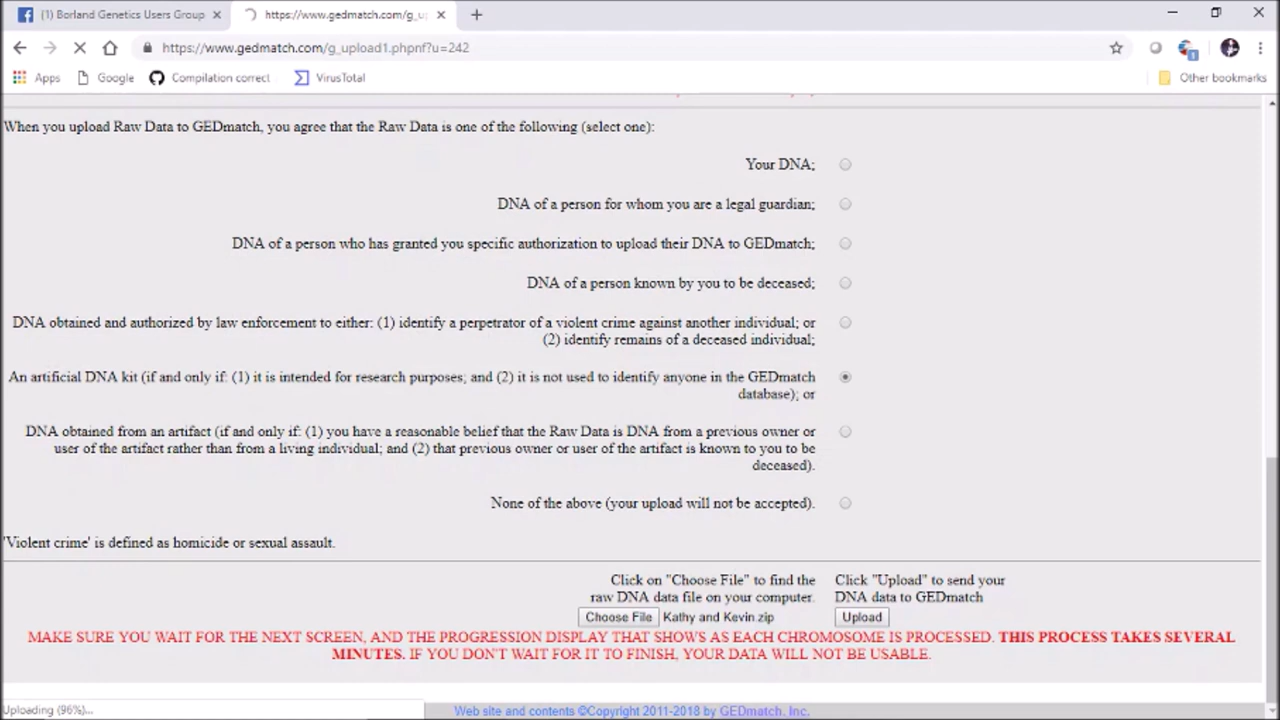 (1) Borland Genetics Users Group
https://www.gedmatch.com/g_u
https://www.gedmatch.com/g_upload1.phpnf?u=242
1
Apps
Google
Compilation correct
VirusTotal
Other bookmarks
When you upload Raw Data to GEDmatch, you agree that the Raw Data is one of the following (select one):
Your DNA;
DNA of a person for whom you are a legal guardian;
DNA of a person who has granted you specific authorization to upload their DNA to GEDmatch;
DNA of a person known by you to be deceased;
DNA obtained and authorized by law enforcement to either: (1) identify a perpetrator of a violent crime against another individual; or
(2) identify remains of a deceased individual;
An artificial DNA kit (if and only if: (1) it is intended for research purposes; and (2) it is not used to identify anyone in the GEDmatch
database); or
DNA obtained from an artifact (if and only if: (1) you have a reasonable belief that the Raw Data is DNA from a previous owner or
user of the artifact rather than from a living individual; and (2) that previous owner or user of the artifact is known to you to be
deceased).
None of the above (your upload will not be accepted).
'Violent crime' is defined as homicide or sexual assault.
Click on "Choose File" to find the
raw DNA data file on your computer.
Click "Upload" to send your
DNA data to GEDmatch
Choose File Kathy and Kevin.zip
Upload
MAKE SURE YOU WAIT FOR THE NEXT SCREEN, AND THE PROGRESSION DISPLAY THAT SHOWS AS EACH CHROMOSOME IS PROCESSED. THIS PROCESS TAKES SEVERAL
MINUTES. IF YOU DON'T WAIT FOR IT TO FINISH, YOUR DATA WILL NOT BE USABLE.
Uploading (96%)...
Web site and contents ©Copyright 2011-2018 by GEDmatch, Inc.